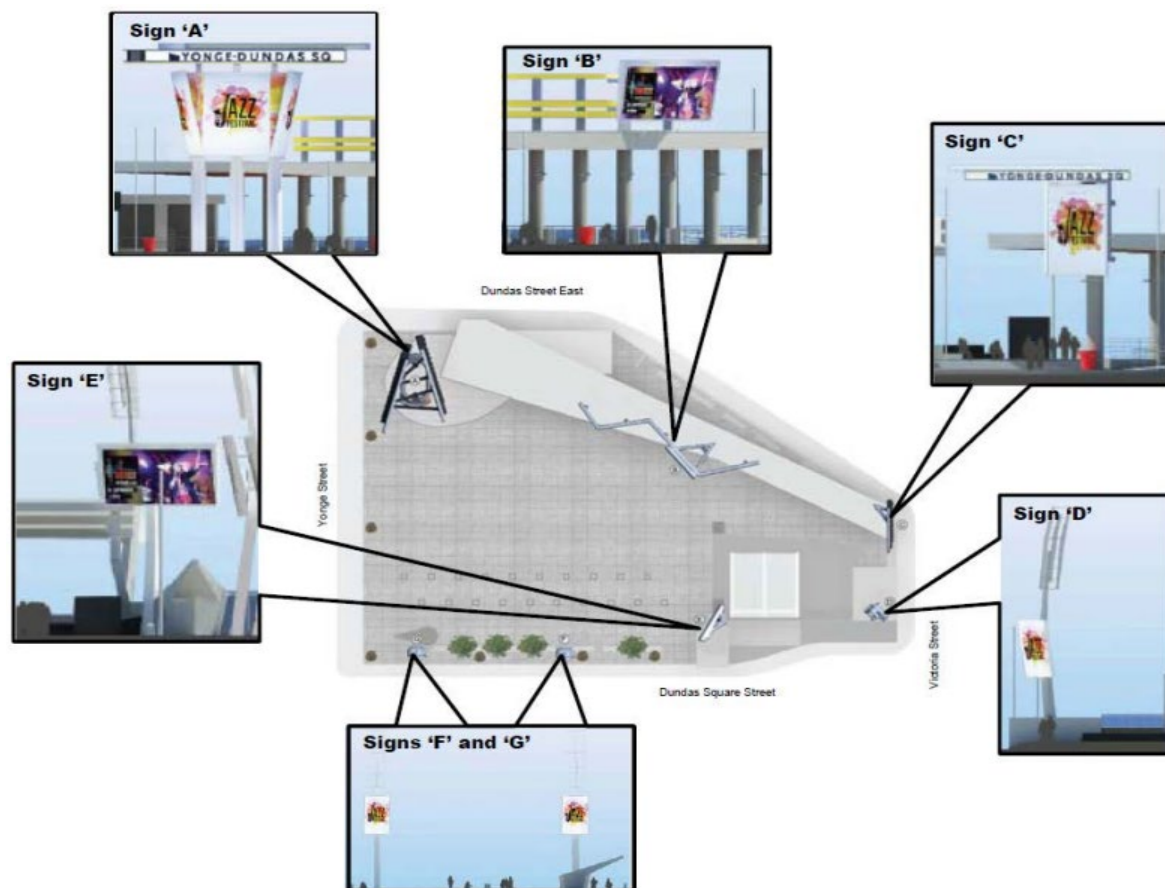 Sign ‘A’
YONGE-DUNDAS SQ
JAZZ
FESTIVAL
Sign ‘B’
Sign ‘C’
YONGE-DUNDAS SQ
JAZZ
Dundas Street East
Sign ‘E’
Yonge Street
Sign ‘D’
Victoria Street
Dundas Square Street
Signs ‘F’ and ‘G’